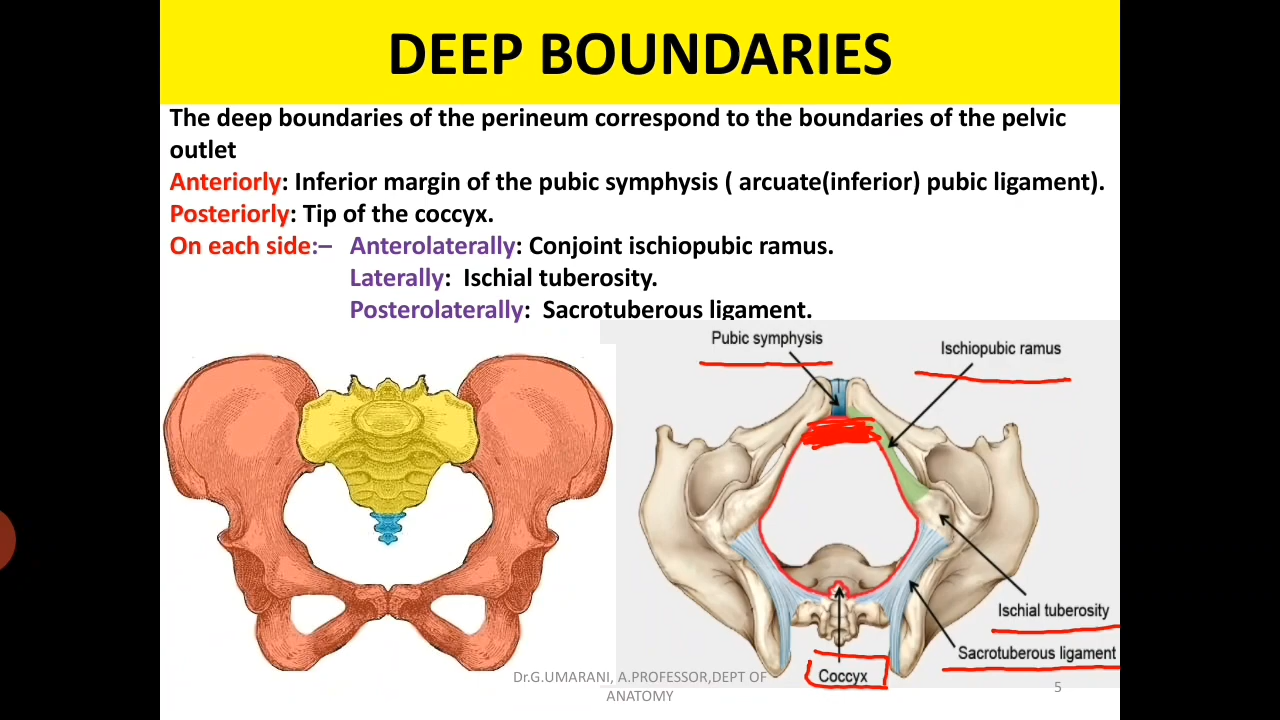 DEEP BOUNDARIES
The deep boundaries of the perineum correspond to the boundaries of the pelvic
outlet
Anteriorly: Inferior margin of the pubic symphysis ( arcuate(inferior) pubic ligament).
Posteriorly: Tip of the coccyx.
On each side:– Anterolaterally: Conjoint ischiopubic ramus.
Laterally: Ischial tuberosity.
Posterolaterally: Sacrotuberous ligament.
Pubic symphysis
Ischiopubic ramus
Ischial tuberosity
Sacrotuberous ligament
Coccyx
Dr.G.UMARANI, A.PROFESSOR,DEPT OF
ANATOMY
5